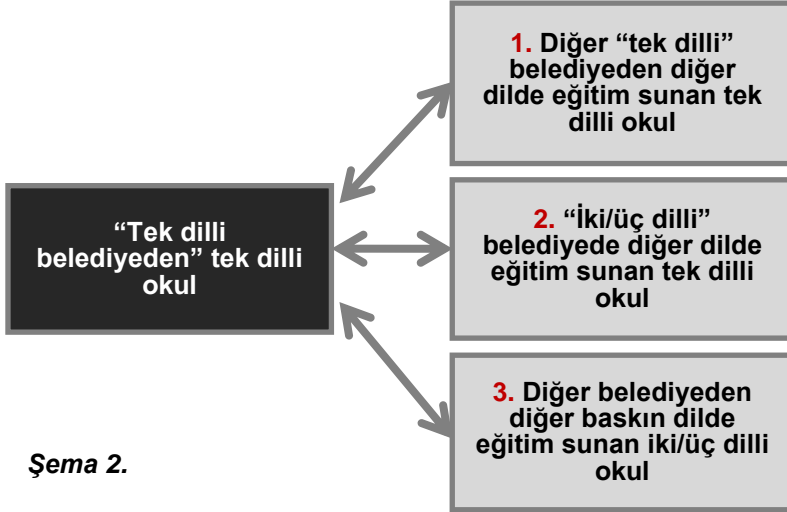 1. Diğer “tek dilli”
belediyeden diğer
dilde eğitim sunan tek
dilli okul
“Tek dilli
belediyeden” tek dilli
okul
2. “İki/üç dilli”
belediyede diğer dilde
eğitim sunan tek dilli
okul
3. Diğer belediyeden
diğer baskın dilde
eğitim sunan iki/üç dilli
okul
Şema 2.